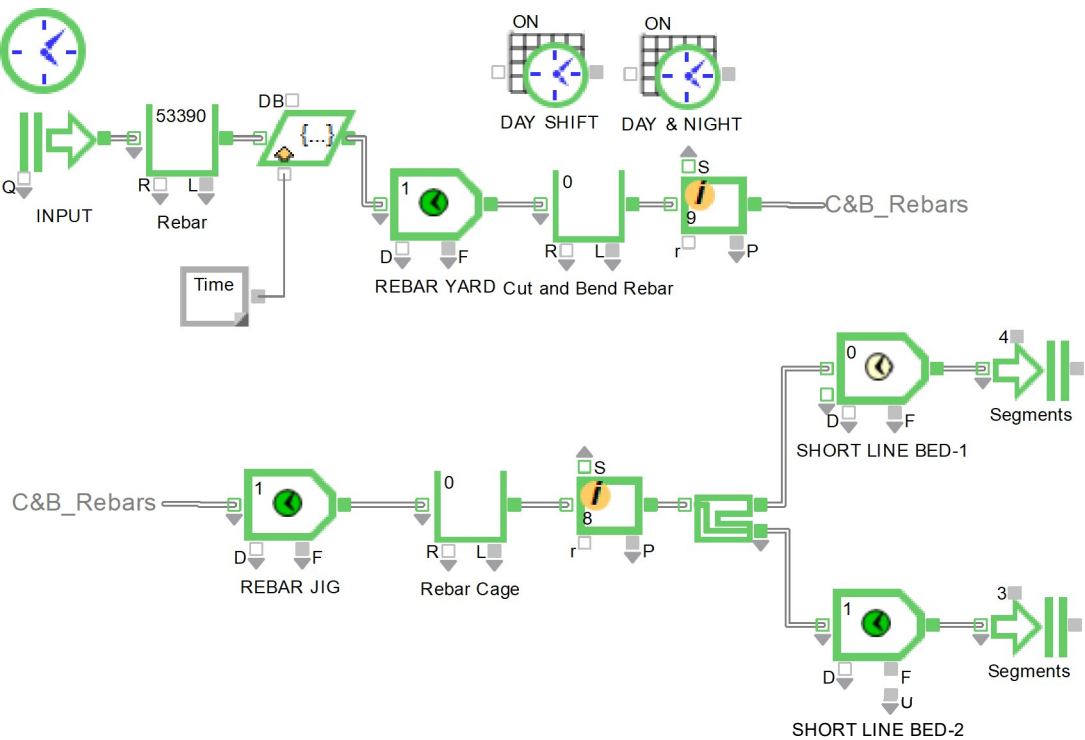 ON
ON
53390
DB
{...}
DAY SHIFT
DAY & NIGHT
Q
R
L
INPUT
Rebar
1
0
S
i
9
C&B_Rebars
D
F
R
L
r
P
REBAR YARD
Cut and Bend Rebar
Time
0
4
D
F
Segments
SHORT LINE BED-1
C&B_Rebars
1
0
S
i
8
D
F
R
L
r
P
REBAR JIG
Rebar Cage
1
3
D
F
U
Segments
SHORT LINE BED-2